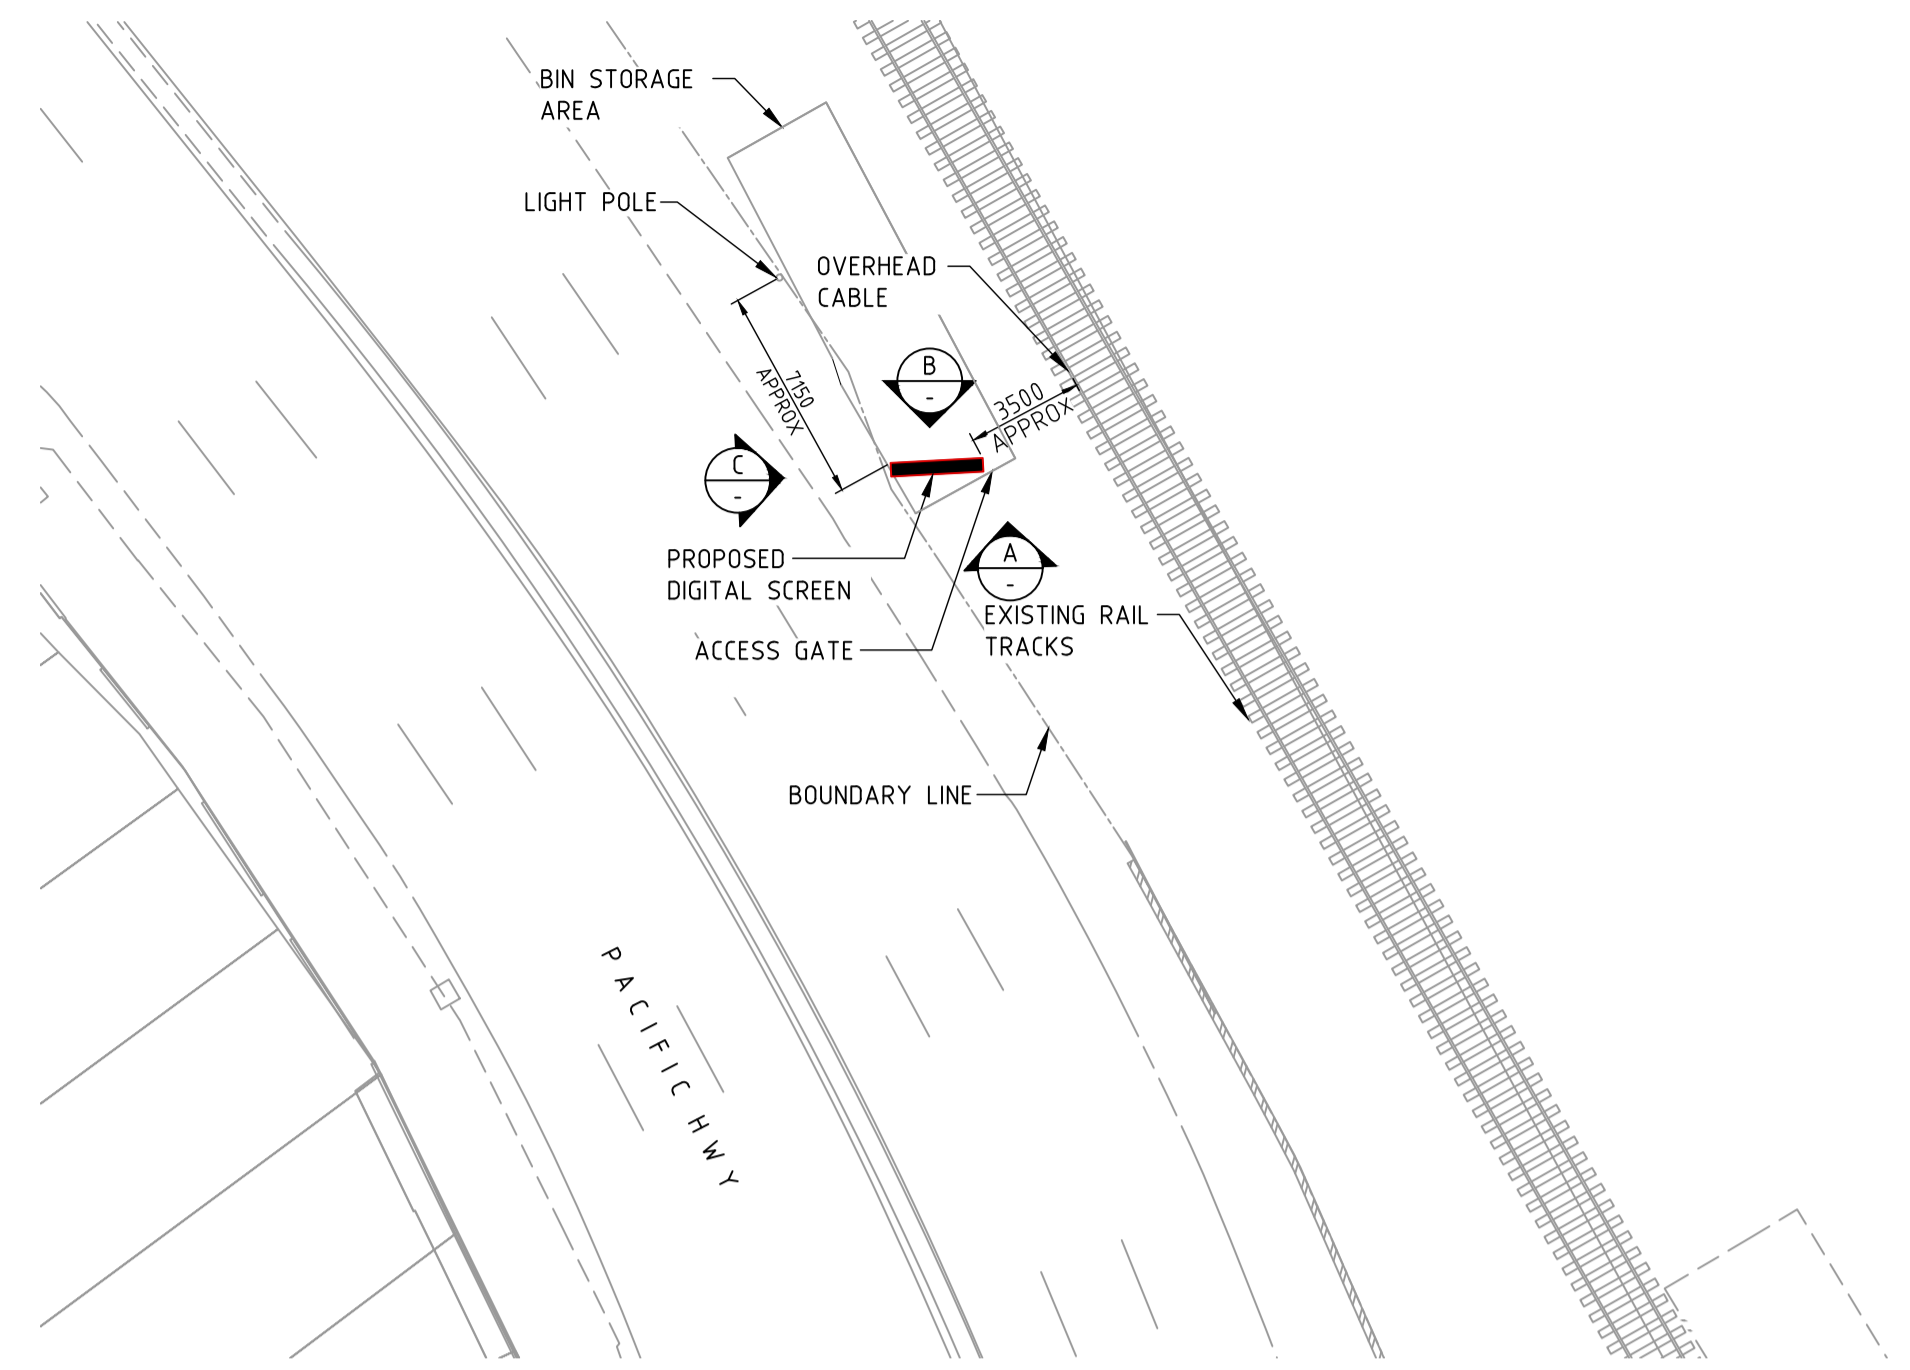 BIN STORAGE
AREA
LIGHT POLE
OVERHEAD
CABLE
B
-
7150
APPROX
3500
APPROX
C
-
PROPOSED
DIGITAL SCREEN
A
-
EXISTING RAIL
TRACKS
ACCESS GATE
BOUNDARY LINE
PACIFIC HWY